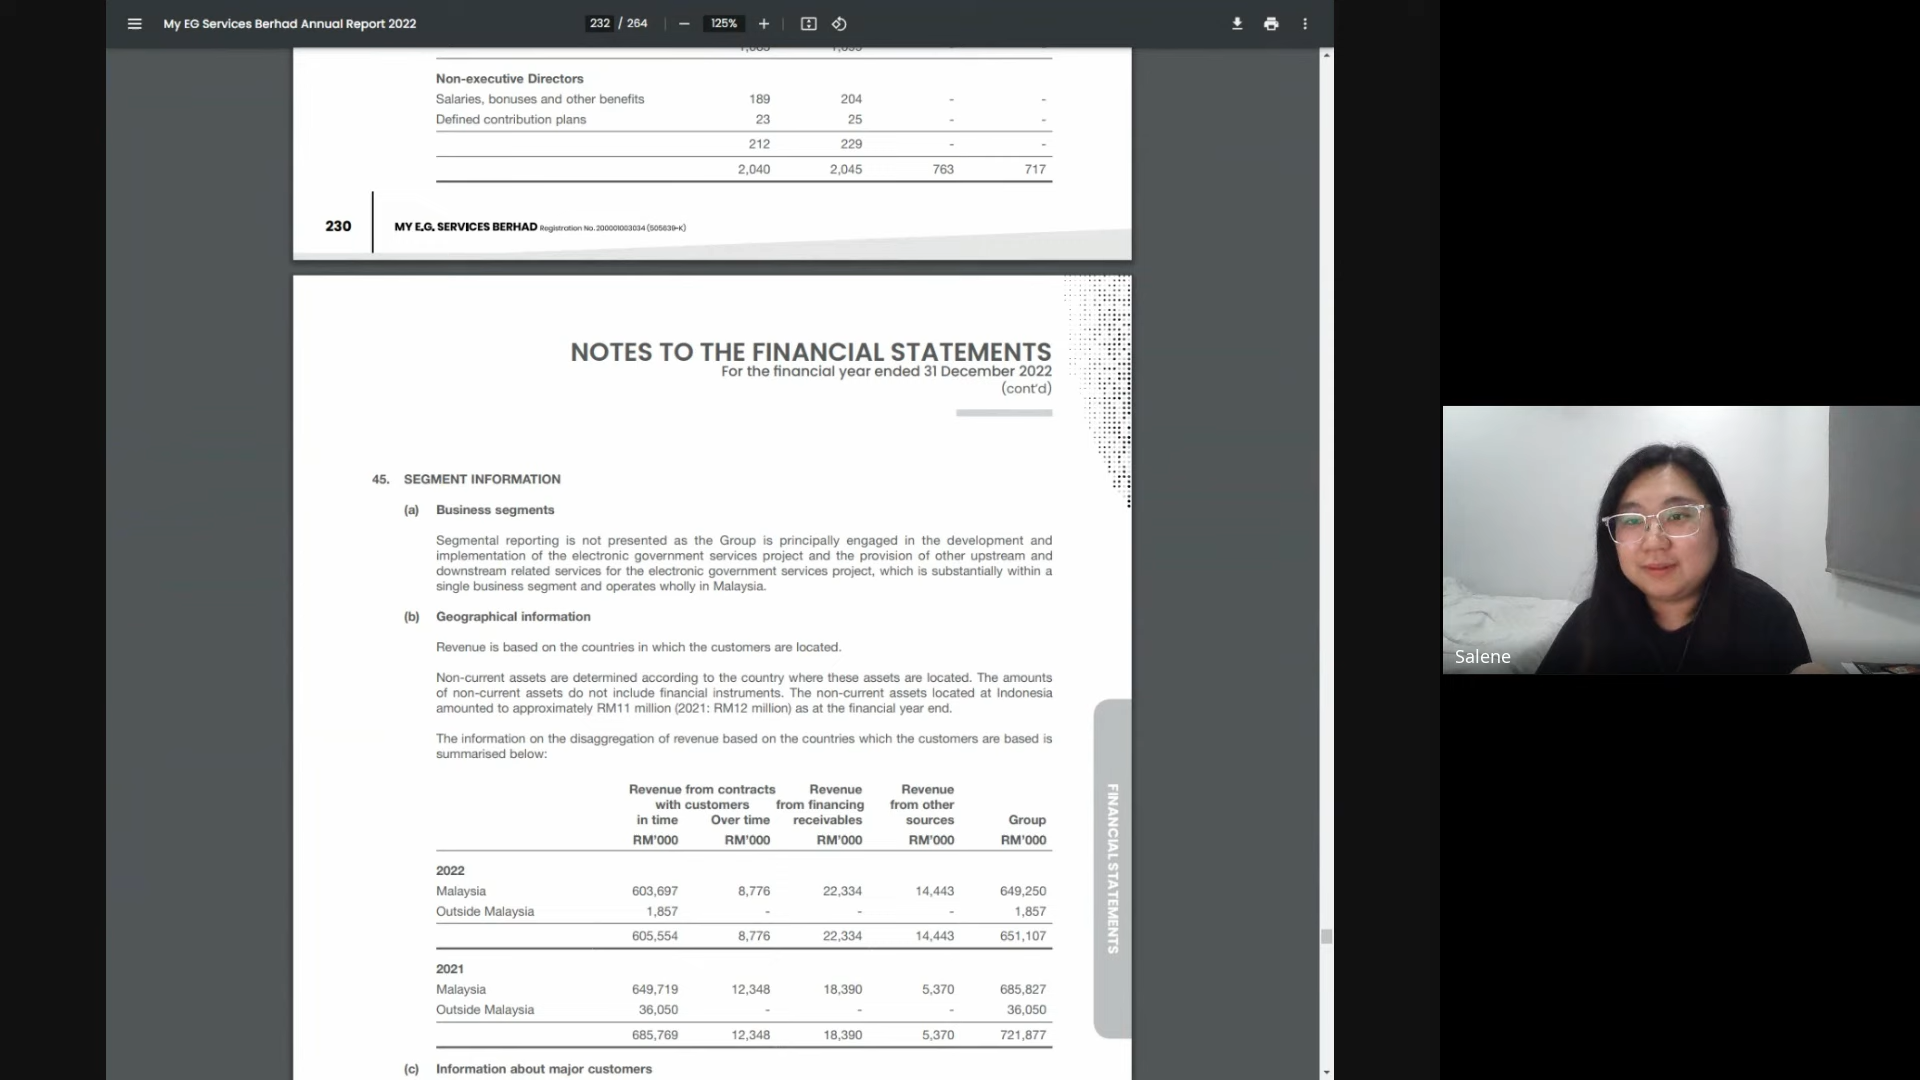 My EG Services Berhad Annual Report 2022
232 / 264
125%
Non-executive Directors
Salaries, bonuses and other benefits 189 204 - -
Defined contribution plans 23 25 - -
212 229 - -
2,040 2,045 763 717
230 MY E.G. SERVICES BERHAD Registration No. 200001003034 (505639-K)
NOTES TO THE FINANCIAL STATEMENTS
For the financial year ended 31 December 2022
(cont'd)
45. SEGMENT INFORMATION
(a) Business segments
Segmental reporting is not presented as the Group is principally engaged in the development and
implementation of the electronic government services project and the provision of other upstream and
downstream related services for the electronic government services project, which is substantially within a
single business segment and operates wholly in Malaysia.
(b) Geographical information
Revenue is based on the countries in which the customers are located.
Non-current assets are determined according to the country where these assets are located. The amounts
of non-current assets do not include financial instruments. The non-current assets located at Indonesia
amounted to approximately RM11 million (2021: RM12 million) as at the financial year end.
The information on the disaggregation of revenue based on the countries which the customers are based is
summarised below:
Revenue from contracts Revenue Revenue
with customers from financing from other
in time Over time receivables sources Group
RM'000 RM'000 RM'000 RM'000 RM'000
2022
Malaysia 603,697 8,776 22,334 14,443 649,250
Outside Malaysia 1,857 - - - 1,857
605,554 8,776 22,334 14,443 651,107
2021
Malaysia 649,719 12,348 18,390 5,370 685,827
Outside Malaysia 36,050 - - - 36,050
685,769 12,348 18,390 5,370 721,877
(c) Information about major customers
FINANCIAL STATEMENTS
Salene